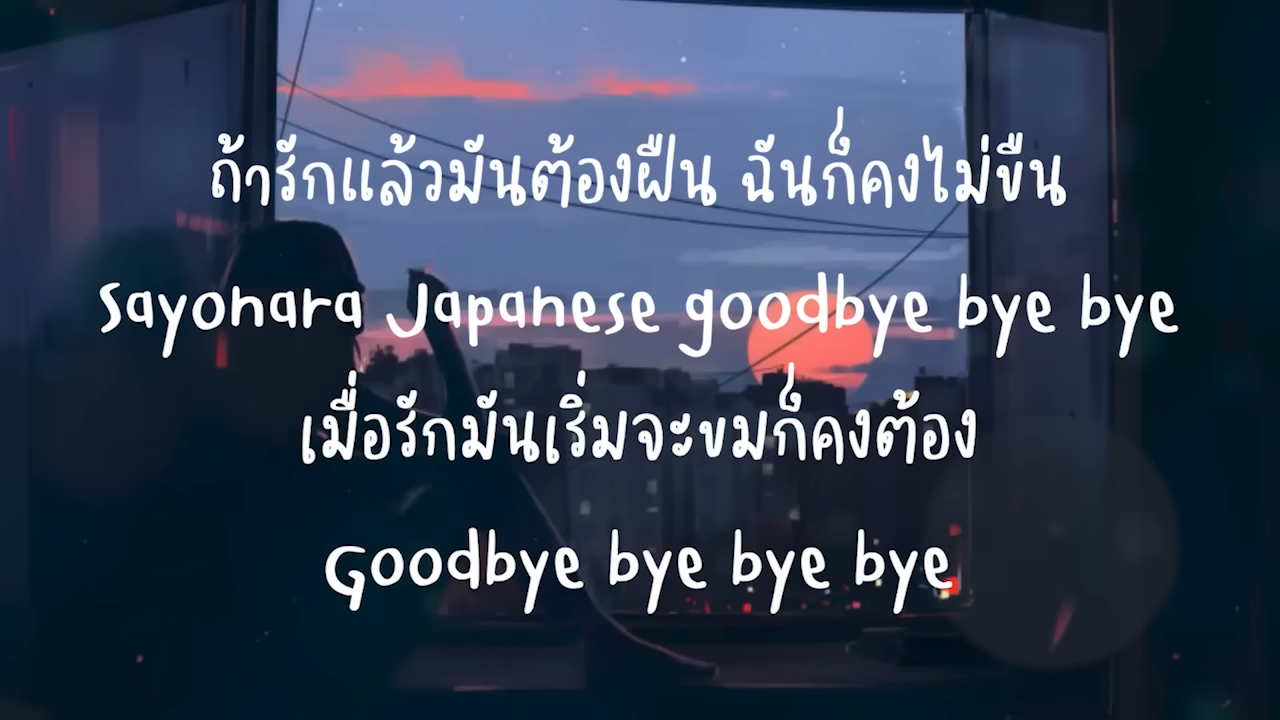 ถ้ารักแล้วมันต้องฝืน ฉันก็คงไม่ขืน
Sayonara Japanese goodbye bye bye
เมื่อรักมันเริ่มจะขมก็คงต้อง
Goodbye bye bye bye